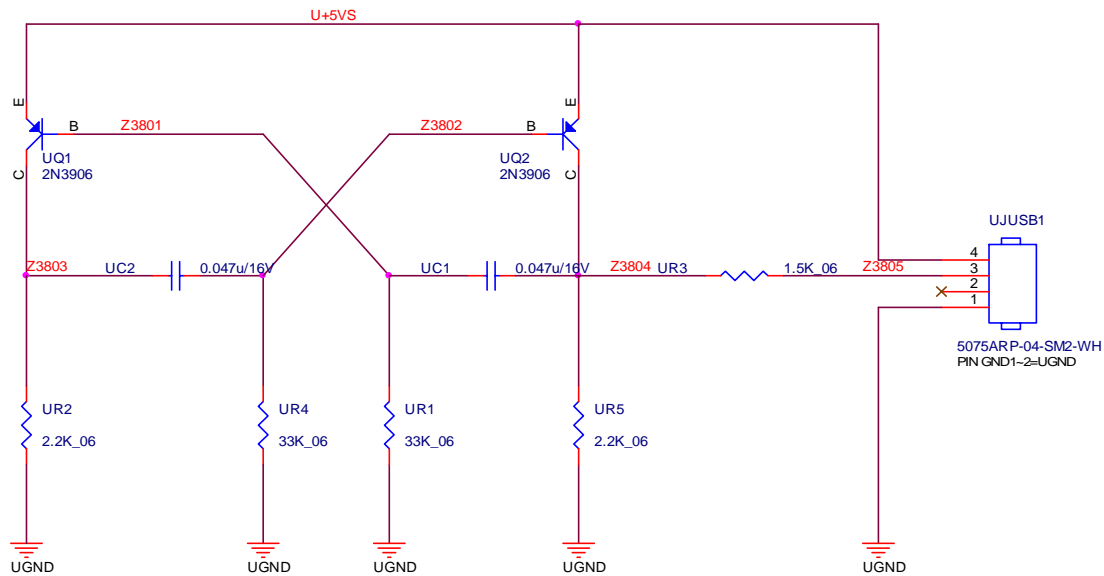 U+5VS
E
E
B
Z3801
Z3802
B
UQ1
2N3906
UQ2
2N3906
C
C
UJUSB1
Z3803
UC2
0.047u/16V
UC1
0.047u/16V
Z3804
UR3
1.5K_06
Z3805
4
3
2
1
5075ARP-04-SM2-WH
PIN GND1~2=UGND
UR2
2.2K_06
UR4
33K_06
UR1
33K_06
UR5
2.2K_06
UGND
UGND
UGND
UGND
UGND